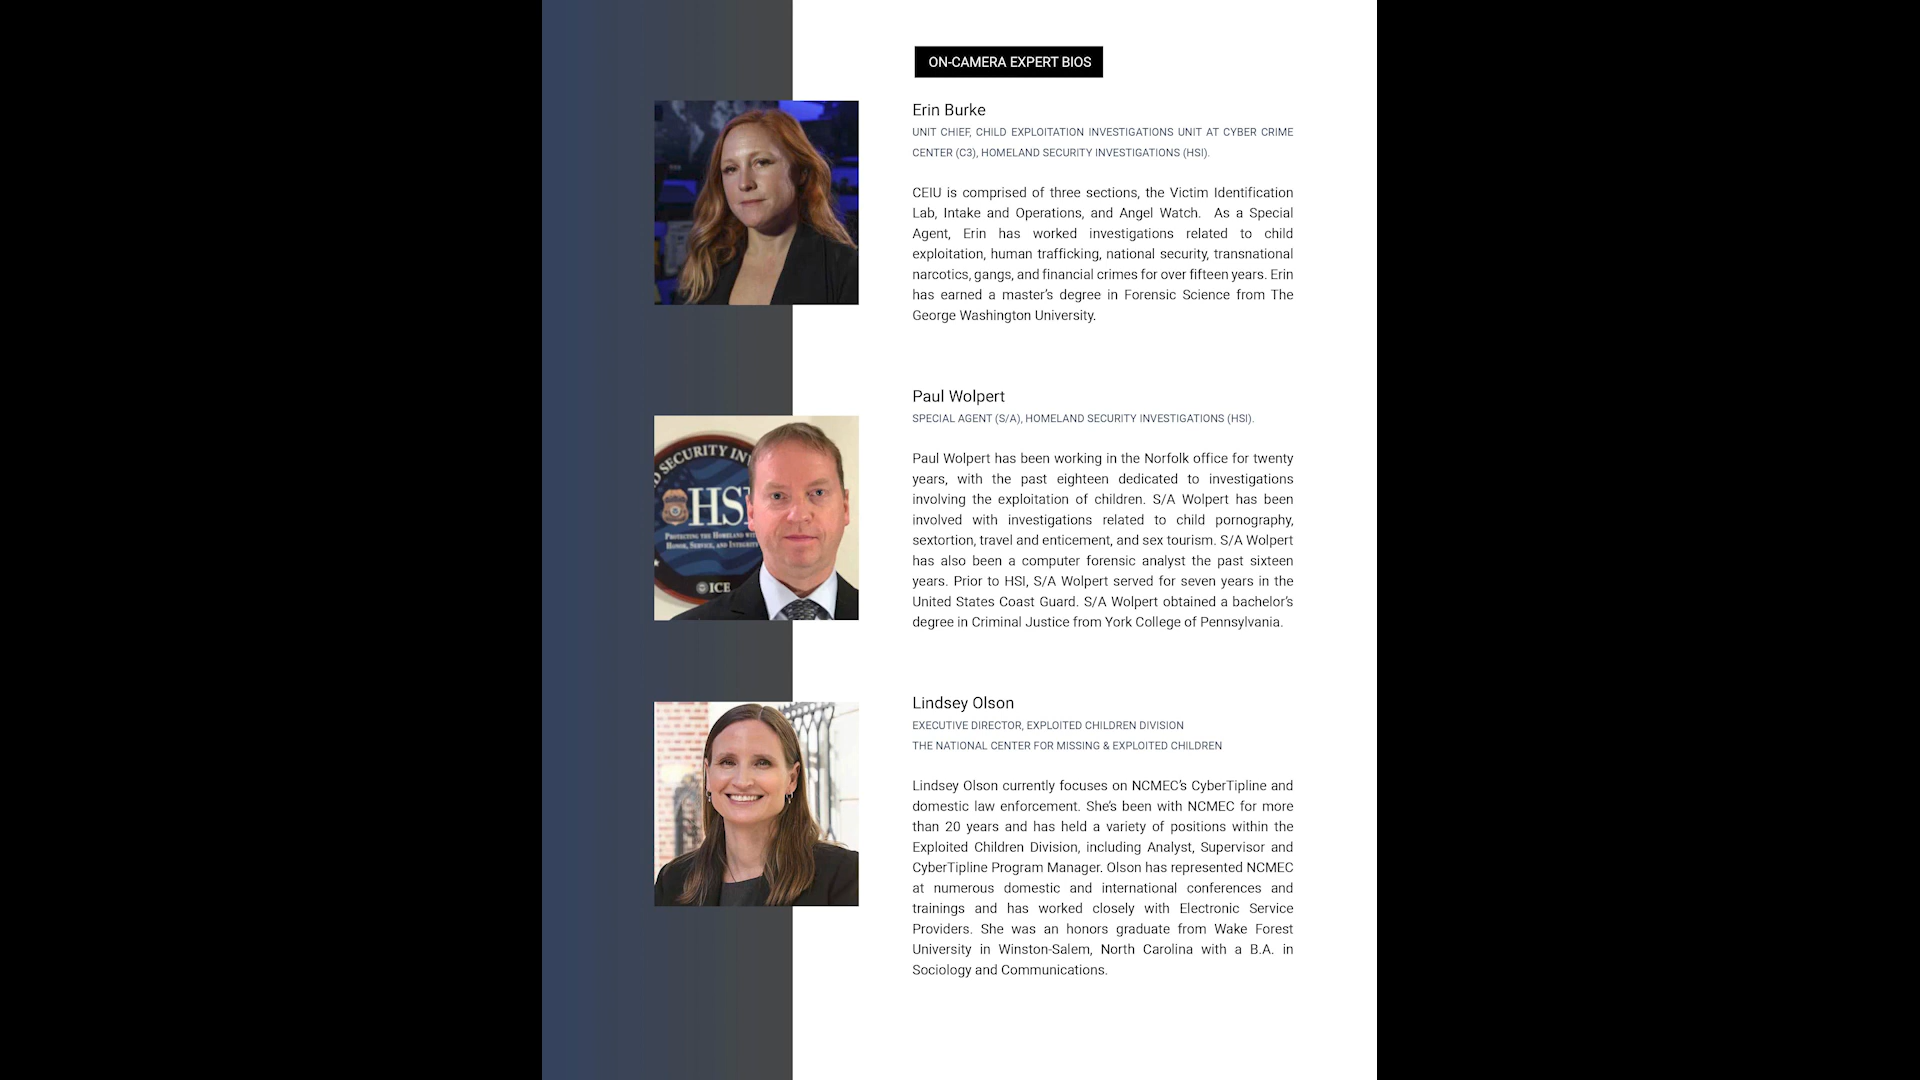 ON-CAMERA EXPERT BIOS
Erin Burke
UNIT CHIEF, CHILD EXPLOITATION INVESTIGATIONS UNIT AT CYBER CRIME
CENTER (C3), HOMELAND SECURITY INVESTIGATIONS (HSI).
CEIU is comprised of three sections, the Victim Identification
Lab, Intake and Operations, and Angel Watch. As a Special
Agent, Erin has worked investigations related to child
exploitation, human trafficking, national security, transnational
narcotics, gangs, and financial crimes for over fifteen years. Erin
has earned a master's degree in Forensic Science from The
George Washington University.
SECURITY INV
HSI
PROTECTING THE HOMELAND WIT
HONOR, SERVICE, AND INTEGRITY
ICE
Paul Wolpert
SPECIAL AGENT (S/A), HOMELAND SECURITY INVESTIGATIONS (HSI).
Paul Wolpert has been working in the Norfolk office for twenty
years, with the past eighteen dedicated to investigations
involving the exploitation of children. S/A Wolpert has been
involved with investigations related to child pornography,
sextortion, travel and enticement, and sex tourism. S/A Wolpert
has also been a computer forensic analyst the past sixteen
years. Prior to HSI, S/A Wolpert served for seven years in the
United States Coast Guard. S/A Wolpert obtained a bachelor's
degree in Criminal Justice from York College of Pennsylvania.
Lindsey Olson
EXECUTIVE DIRECTOR, EXPLOITED CHILDREN DIVISION
THE NATIONAL CENTER FOR MISSING & EXPLOITED CHILDREN
Lindsey Olson currently focuses on NCMEC's CyberTipline and
domestic law enforcement. She's been with NCMEC for more
than 20 years and has held a variety of positions within the
Exploited Children Division, including Analyst, Supervisor and
CyberTipline Program Manager. Olson has represented NCMEC
at numerous domestic and international conferences and
trainings and has worked closely with Electronic Service
Providers. She was an honors graduate from Wake Forest
University in Winston-Salem, North Carolina with a B.A. in
Sociology and Communications.